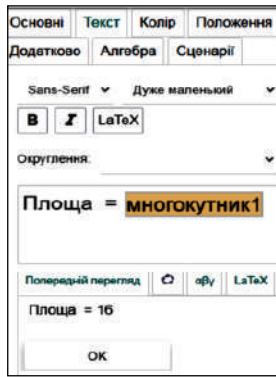 Основні Текст Колір Положення
Додатково Алгебра Сценарії
Sans-Serif Дуже маленький
B I LaTeX
Округлення:
Площа = многокутник1
Попередній перегляд αβγ LaTeX
Площа = 16
OK